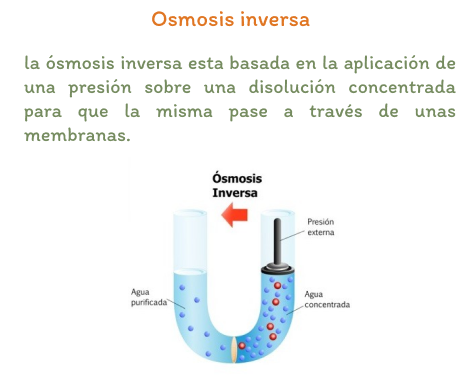 Osmosis inversa
la ósmosis inversa esta basada en la aplicación de
una presión sobre una disolución concentrada
para que la misma pase a través de unas
membranas.
Ósmosis
Inversa
Presión
externa
Agua
purificada
Agua
concentrada